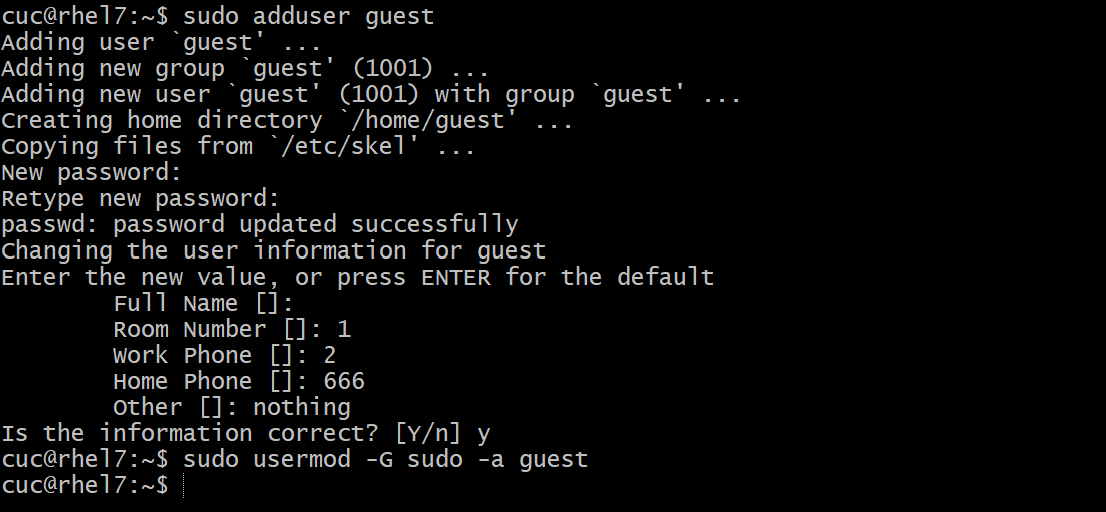 cuc@rhel7:~$ sudo adduser guest
Adding user `guest' ...
Adding new group `guest' (1001) ...
Adding new user `guest' (1001) with group `guest' ...
Creating home directory `/home/guest' ...
Copying files from `/etc/skel' ...
New password:
Retype new password:
passwd: password updated successfully
Changing the user information for guest
Enter the new value, or press ENTER for the default
        Full Name []:
        Room Number []: 1
        Work Phone []: 2
        Home Phone []: 666
        Other []: nothing
Is the information correct? [Y/n] y
cuc@rhel7:~$ sudo usermod -G sudo -a guest
cuc@rhel7:~$